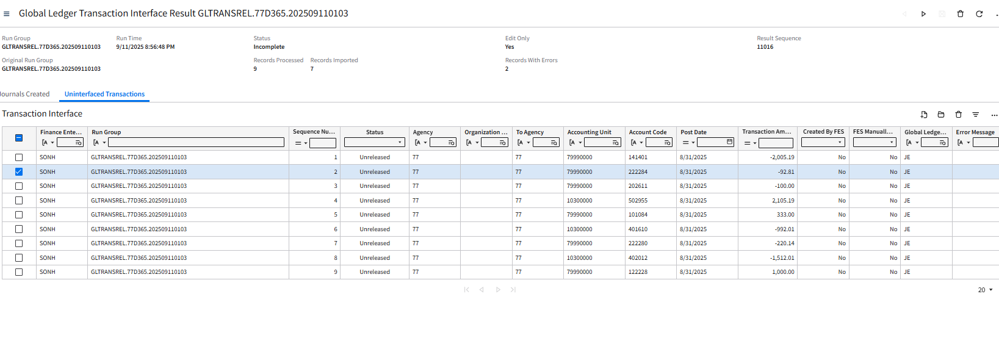 Global Ledger Transaction Interface Result GLTRANSREL.77D365.202509110103
Run Group Run Time Status Edit Only Result Sequence
GLTRANSREL.77D365.202509110103 9/11/2025 8:56:48 PM Incomplete Yes 11016
Original Run Group Records Processed Records Imported Records With Errors
GLTRANSREL.77D365.202509110103 9 7 2
ournals Created Uninterfaced Transactions
Transaction Interface
Finance Ente... Run Group Sequence Nu... Status Agency Organization ... To Agency Accounting Unit Account Code Post Date Transaction Am... Created By FES FES Manuall... Global Ledge... Error Message
SONH GLTRANSREL.77D365.202509110103 1 Unreleased 77 77 79990000 141401 8/31/2025 -2,005.19 No No JE
SONH GLTRANSREL.77D365.202509110103 2 Unreleased 77 77 79990000 222284 8/31/2025 -92.81 No No JE
SONH GLTRANSREL.77D365.202509110103 3 Unreleased 77 77 79990000 202611 8/31/2025 -100.00 No No JE
SONH GLTRANSREL.77D365.202509110103 4 Unreleased 77 77 10300000 502955 8/31/2025 2,105.19 No No JE
SONH GLTRANSREL.77D365.202509110103 5 Unreleased 77 77 79990000 101084 8/31/2025 333.00 No No JE
SONH GLTRANSREL.77D365.202509110103 6 Unreleased 77 77 10300000 401610 8/31/2025 -992.01 No No JE
SONH GLTRANSREL.77D365.202509110103 7 Unreleased 77 77 79990000 222280 8/31/2025 -220.14 No No JE
SONH GLTRANSREL.77D365.202509110103 8 Unreleased 77 77 10300000 402012 8/31/2025 -1,512.01 No No JE
SONH GLTRANSREL.77D365.202509110103 9 Unreleased 77 77 79990000 122228 8/31/2025 1,000.00 No No JE
20